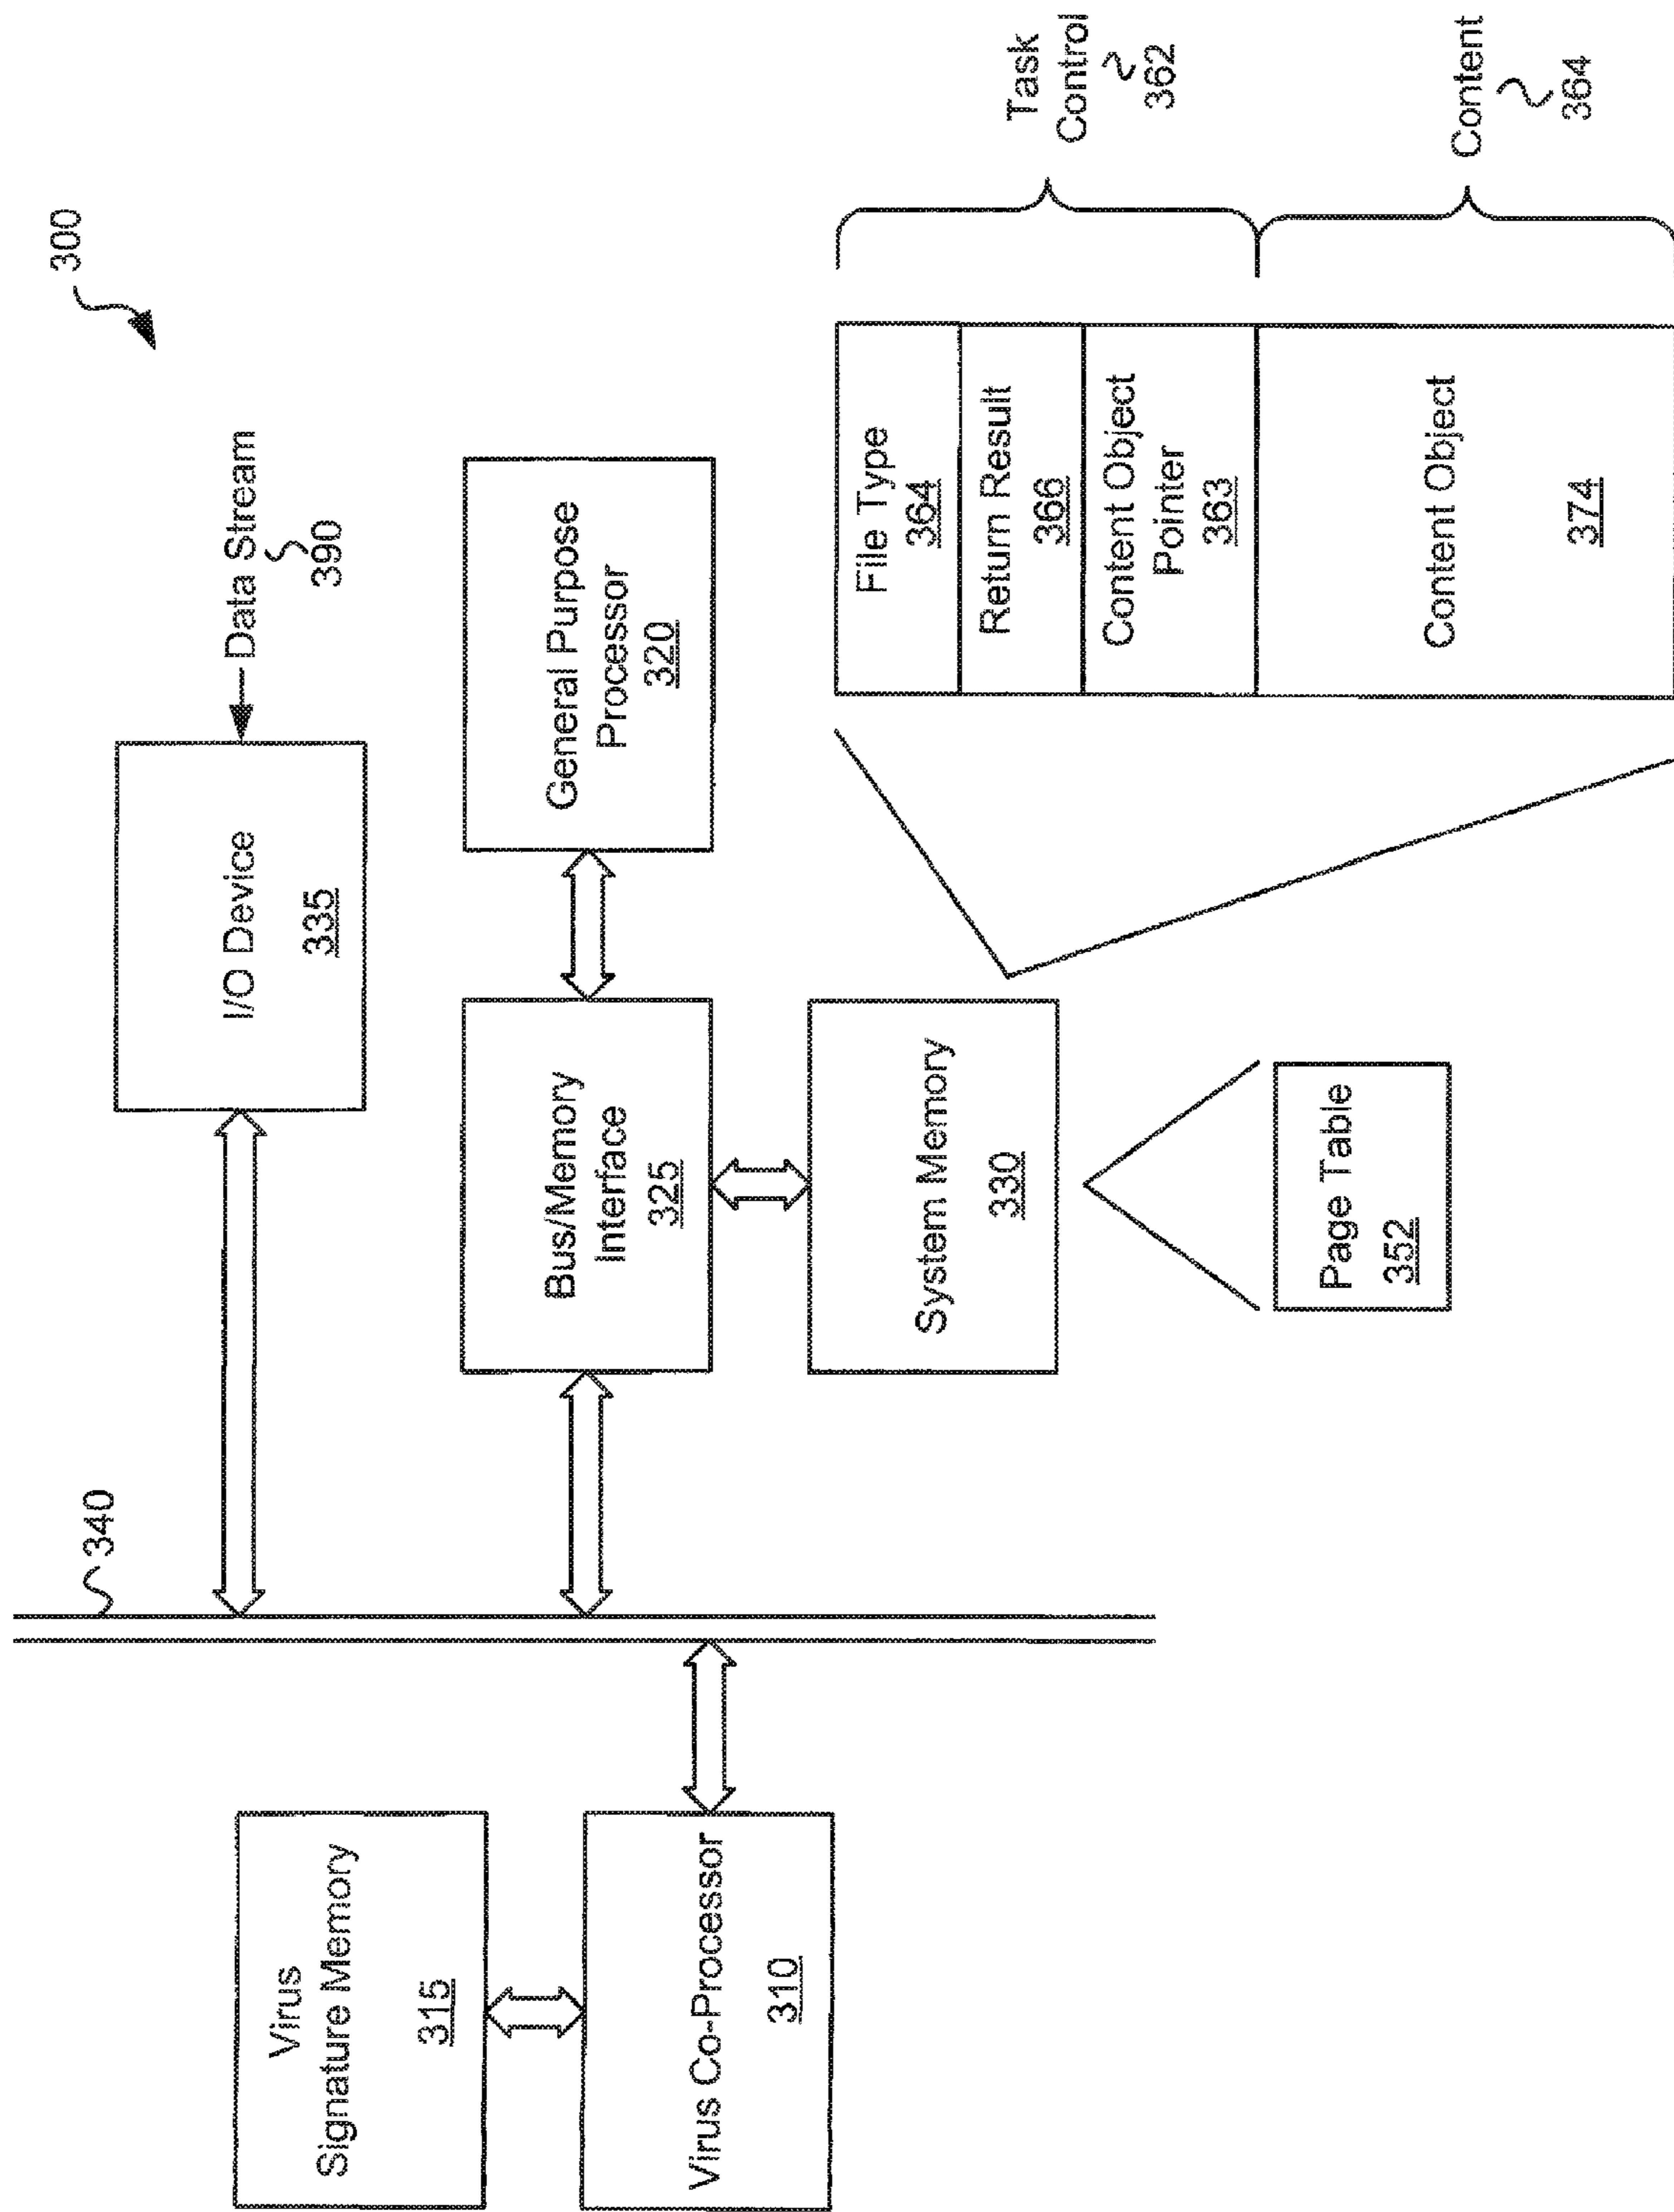 300
340
Data Stream
390
I/O Device
335
Virus
Signature Memory
315
Bus/Memory
Interface
325
General Purpose
Processor
320
Virus Co-Processor
310
System Memory
330
Page Table
352
File Type
364
Return Result
366
Content Object
Pointer
363
Content Object
374
Task
Control
362
Content
364